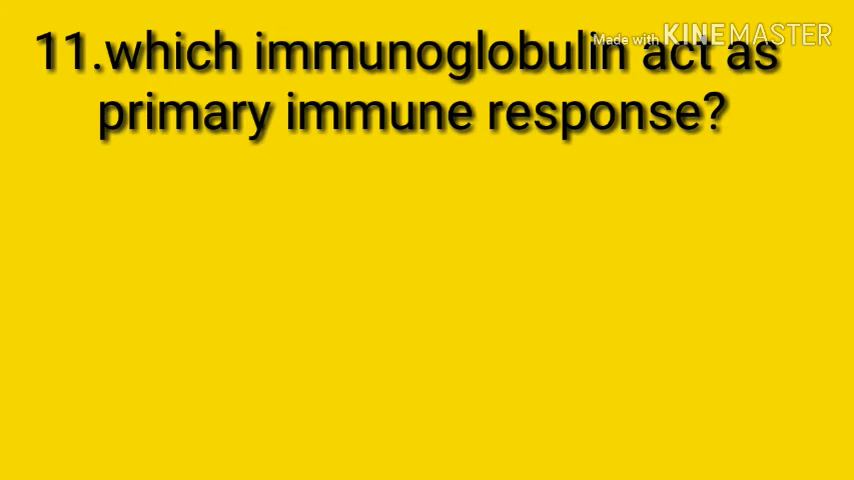 Made with KINEMASTER
11.which immunoglobulin act as
primary immune response?